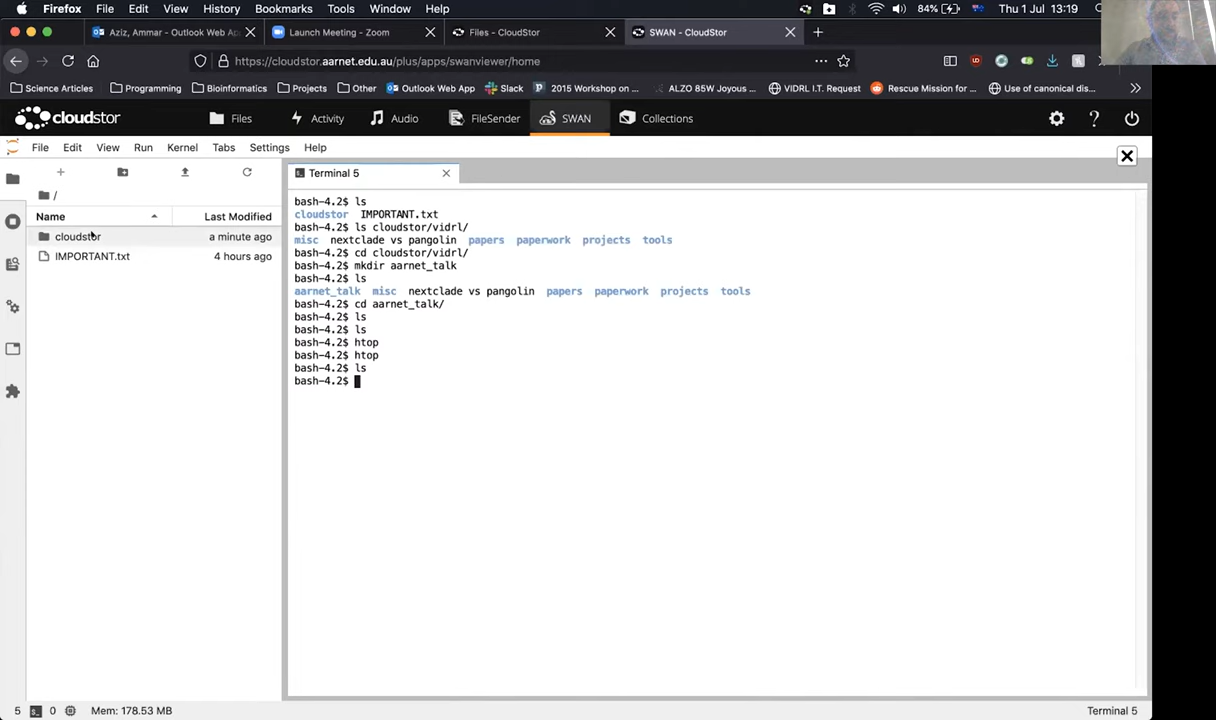 Firefox File Edit View History Bookmarks Tools Window Help 84% Thu 1 Jul 13:19
Aziz, Ammar - Outlook Web Ap Launch Meeting - Zoom Files - CloudStor SWAN - CloudStor
https://cloudstor.aarnet.edu.au/plus/apps/swanviewer/home
Science Articles Programming Bioinformatics Projects Other Outlook Web App Slack 2015 Workshop on ... ALZO 85W Joyous ... VIDRL I.T. Request Rescue Mission for ... Use of canonical dis...
cloudstor Files Activity Audio FileSender SWAN Collections
File Edit View Run Kernel Tabs Settings Help
Terminal 5
/
Name Last Modified
cloudstor a minute ago
IMPORTANT.txt 4 hours ago
bash-4.2$ ls
cloudstor IMPORTANT.txt
bash-4.2$ ls cloudstor/vidrl/
misc nextclade vs pangolin papers paperwork projects tools
bash-4.2$ cd cloudstor/vidrl/
bash-4.2$ mkdir aarnet_talk
bash-4.2$ ls
aarnet_talk misc nextclade vs pangolin papers paperwork projects tools
bash-4.2$ cd aarnet_talk/
bash-4.2$ ls
bash-4.2$ ls
bash-4.2$ htop
bash-4.2$ htop
bash-4.2$ ls
bash-4.2$
5 0 Mem: 178.53 MB Terminal 5